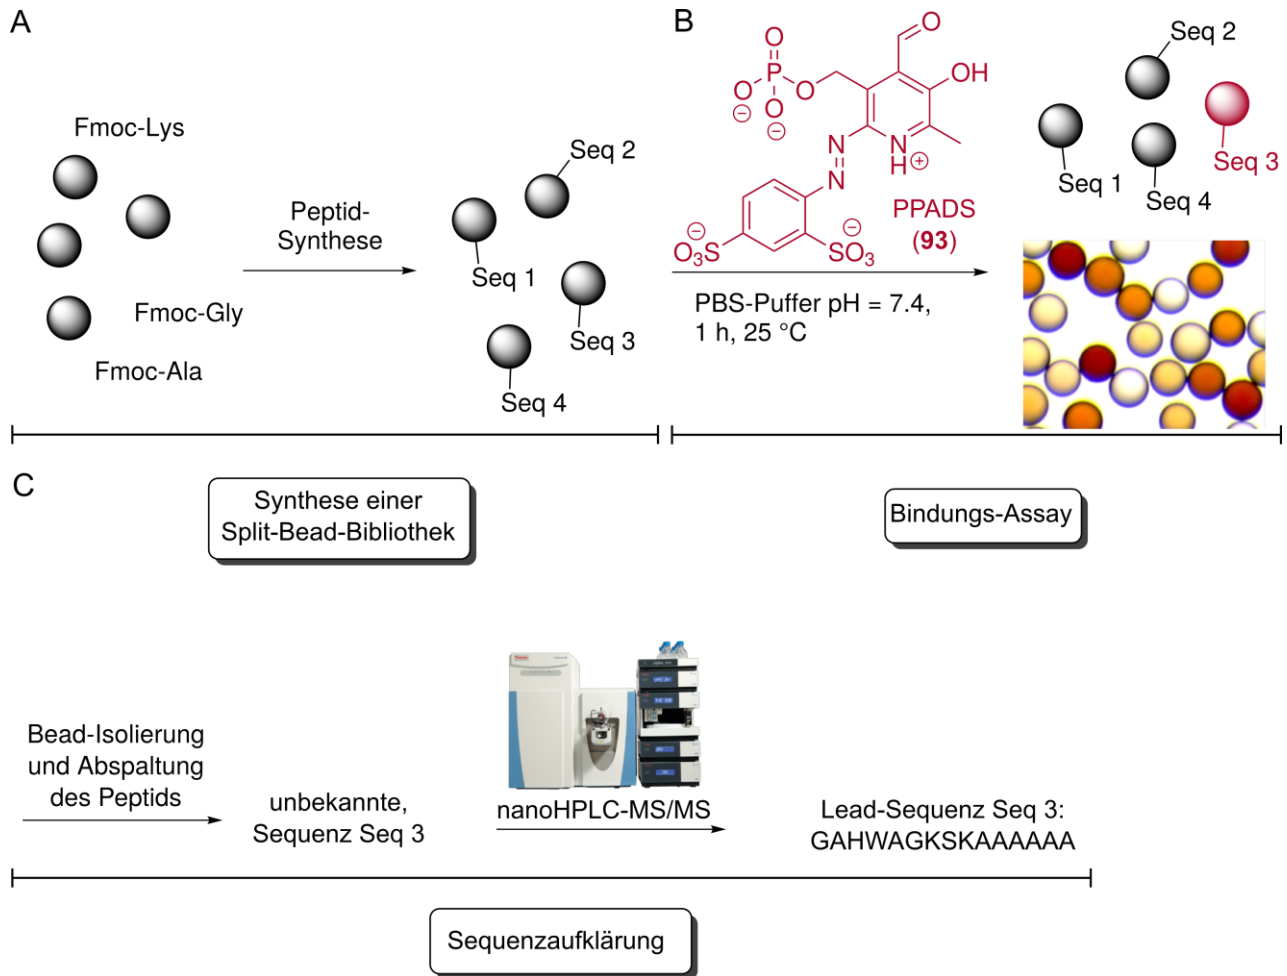 A
Fmoc-Lys
Fmoc-Gly
Fmoc-Ala
Peptid-
Synthese
Seq 2
Seq 1
Seq 3
Seq 4
Synthese einer
Split-Bead-Bibliothek
B
O
O
P
O
O
O
OH
N
N
N
H
SO3
O3S
PPADS
(93)
PBS-Puffer pH = 7.4,
1 h, 25 °C
Seq 2
Seq 3
Seq 1
Seq 4
Bindungs-Assay
C
Bead-Isolierung
und Abspaltung
des Peptids
unbekannte,
Sequenz Seq 3
nanoHPLC-MS/MS
Lead-Sequenz Seq 3:
GAHWAGKSKAAAAAA
Sequenzaufklärung